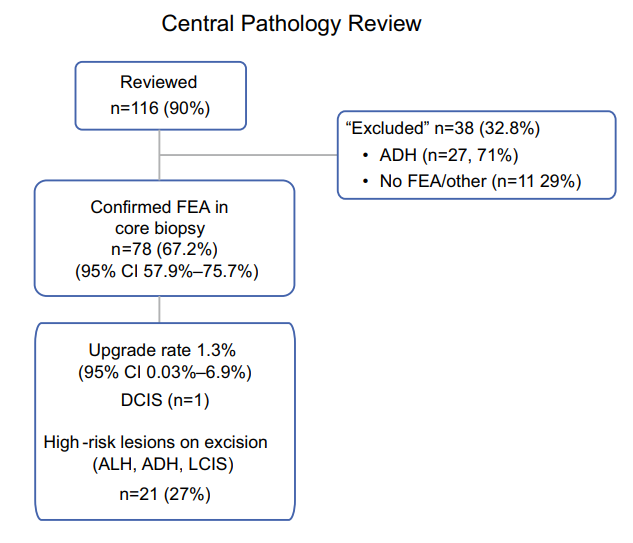 Central Pathology Review
Reviewed
n=116 (90%)
“Excluded” n=38 (32.8%)
• ADH (n=27, 71%)
• No FEA/other (n=11 29%)
Confirmed FEA in
core biopsy
n=78 (67.2%)
(95% CI 57.9%–75.7%)
Upgrade rate 1.3%
(95% CI 0.03%–6.9%)
DCIS (n=1)
High-risk lesions on excision
(ALH, ADH, LCIS)
n=21 (27%)